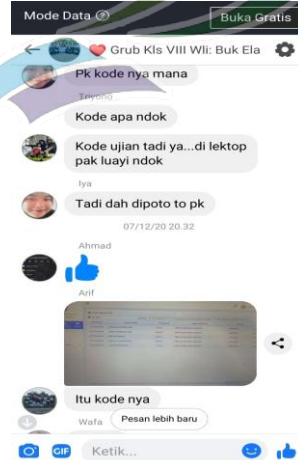 Mode Data
Buka Gratis
Grub Kls VIII Wli: Buk Ela
Pk kode nya mana
Triyono
Kode apa ndok
Kode ujian tadi ya...di lektop
pak luayi ndok
Iya
Tadi dah dipoto to pk
07/12/20 20.32
Ahmad
Arif
Itu kode nya
Wafa
Pesan lebih baru
GIF
Ketik...